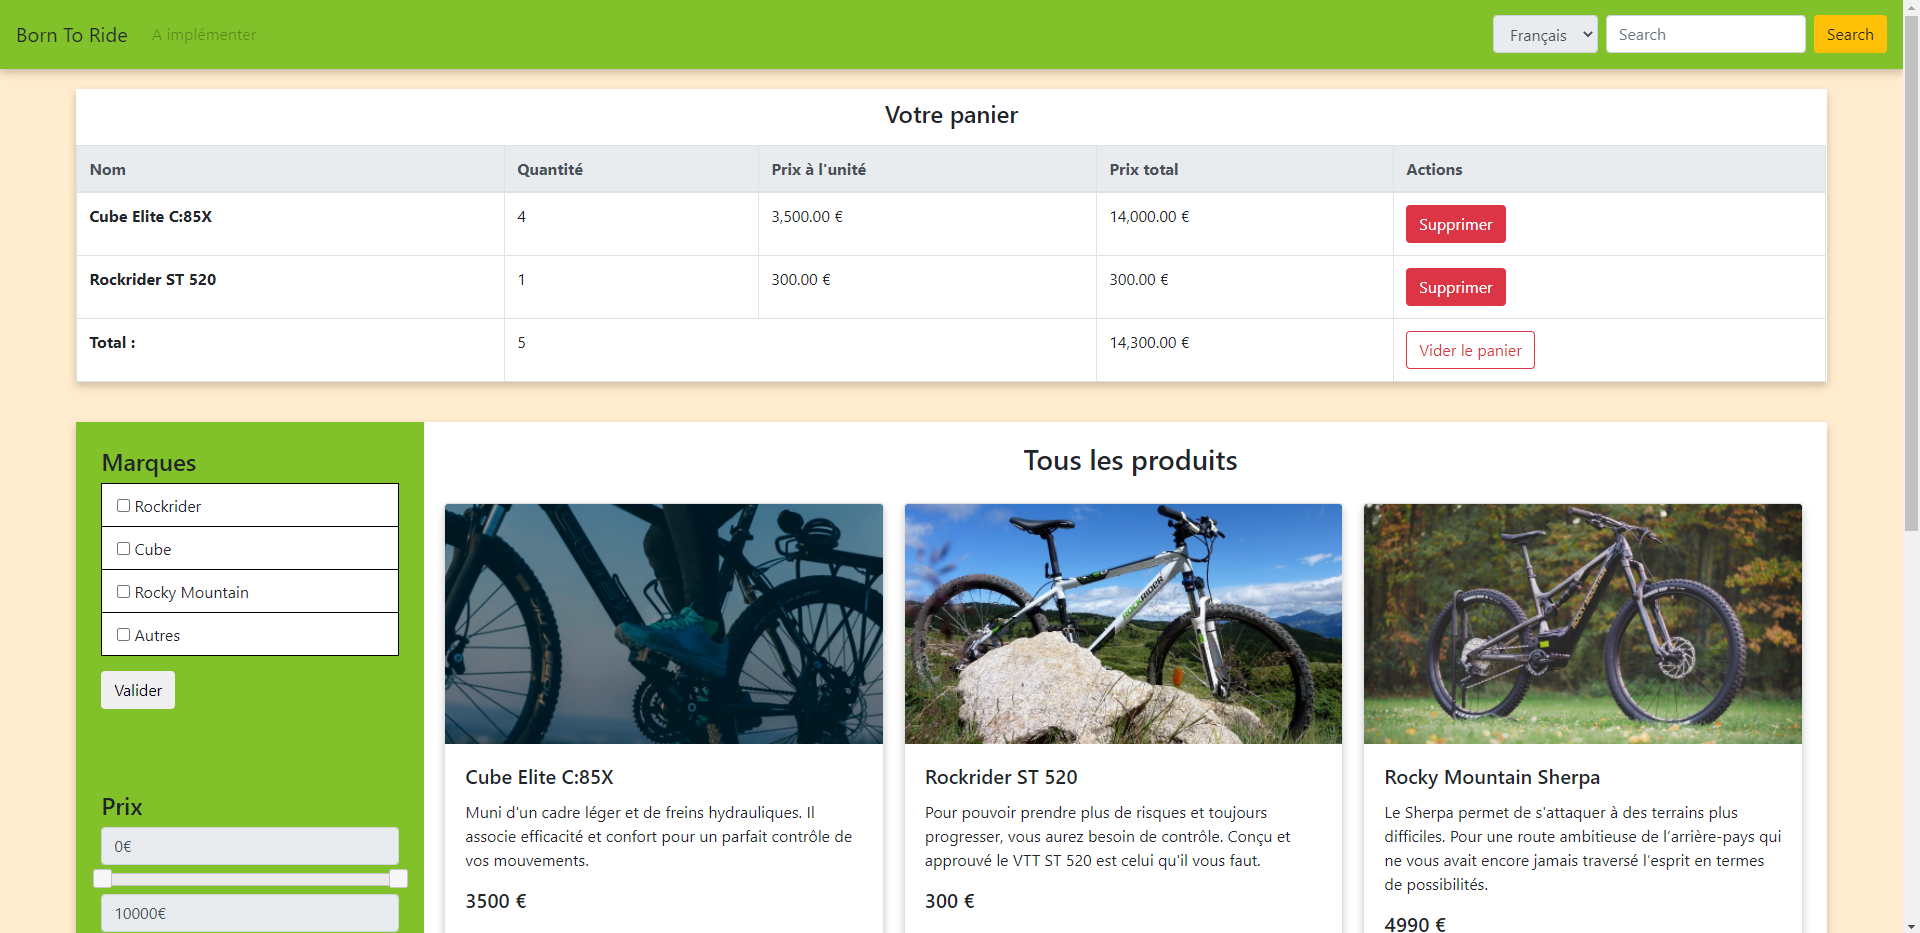 Born To Ride A implémenter Français Search Search
Votre panier
Nom Quantité Prix à l'unité Prix total Actions
Cube Elite C:85X 4 3,500.00 € 14,000.00 € Supprimer
Rockrider ST 520 1 300.00 € 300.00 € Supprimer
Total : 5 14,300.00 € Vider le panier
Marques
Rockrider
Cube
Rocky Mountain
Autres
Valider
Prix
0€
10000€
Tous les produits
ROCKRIDER
Cube Elite C:85X
Muni d'un cadre léger et de freins hydrauliques. Il
associe efficacité et confort pour un parfait contrôle de
vos mouvements.
3500 €
Rockrider ST 520
Pour pouvoir prendre plus de risques et toujours
progresser, vous aurez besoin de contrôle. Conçu et
approuvé le VTT ST 520 est celui qu'il vous faut.
300 €
Rocky Mountain Sherpa
Le Sherpa permet de s'attaquer à des terrains plus
difficiles. Pour une route ambitieuse de l’arrière-pays qui
ne vous avait encore jamais traversé l’esprit en termes
de possibilités.
4990 €